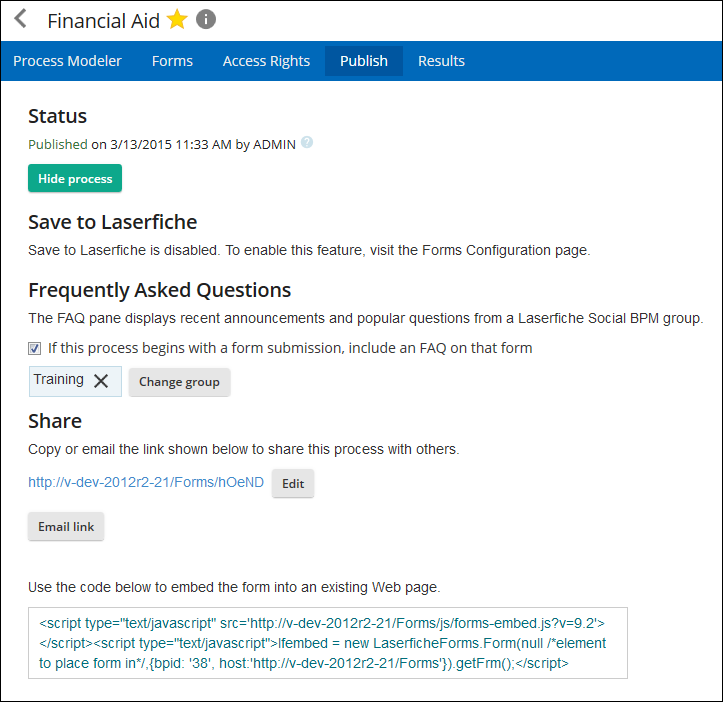 Financial Aid
Process Modeler Forms Access Rights Publish Results
Status
Published on 3/13/2015 11:33 AM by ADMIN
Hide process
Save to Laserfiche
Save to Laserfiche is disabled. To enable this feature, visit the Forms Configuration page.
Frequently Asked Questions
The FAQ pane displays recent announcements and popular questions from a Laserfiche Social BPM group.
If this process begins with a form submission, include an FAQ on that form
Training Change group
Share
Copy or email the link shown below to share this process with others.
http://v-dev-2012r2-21/Forms/hOeND Edit
Email link
Use the code below to embed the form into an existing Web page.
<script type="text/javascript" src='http://v-dev-2012r2-21/Forms/js/forms-embed.js?v=9.2'>
</script><script type="text/javascript">lfembed = new LaserficheForms.Form(null /*element
to place form in*/,{bpid: '38', host:'http://v-dev-2012r2-21/Forms'}).getFrm();</script>